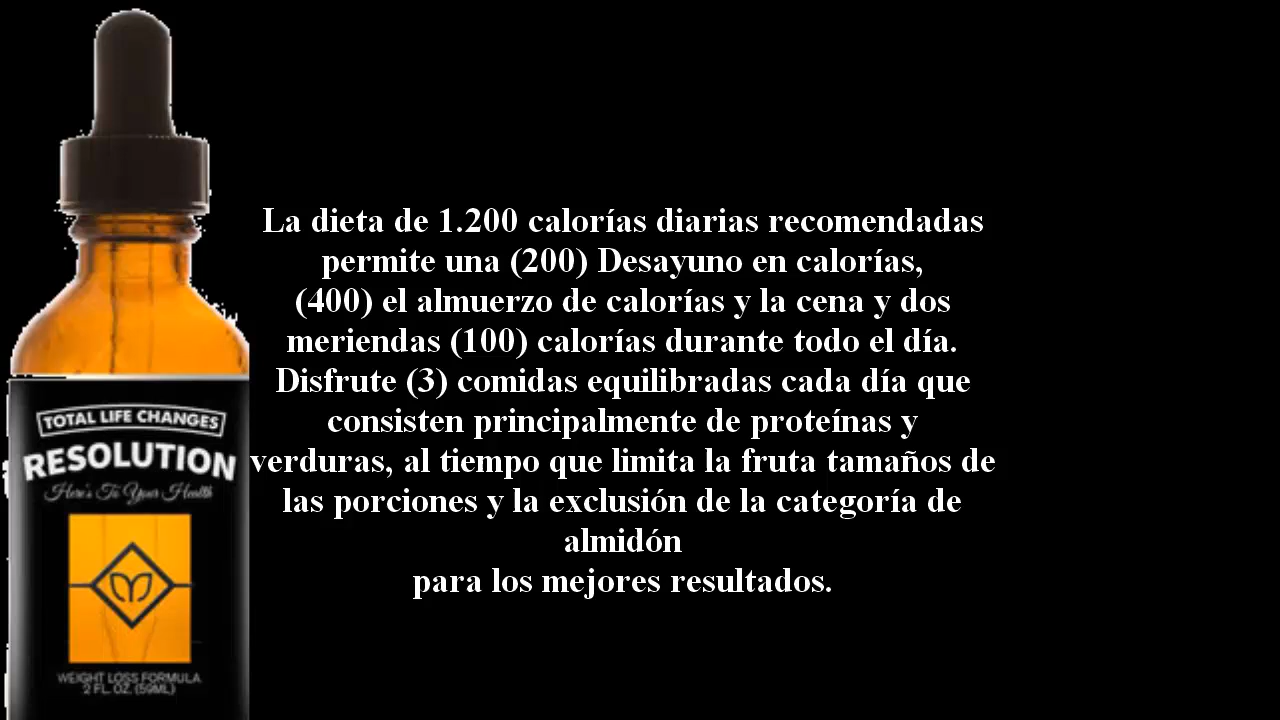 La dieta de 1.200 calorías diarias recomendadas
permite una (200) Desayuno en calorías,
(400) el almuerzo de calorías y la cena y dos
meriendas (100) calorías durante todo el día.
Disfrute (3) comidas equilibradas cada día que
consisten principalmente de proteínas y
verduras, al tiempo que limita la fruta tamaños de
las porciones y la exclusión de la categoría de
almidón
para los mejores resultados.
TOTAL LIFE CHANGES
RESOLUTION
Here's To Your Health
WEIGHT LOSS FORMULA
2 FL. OZ. (59ML)